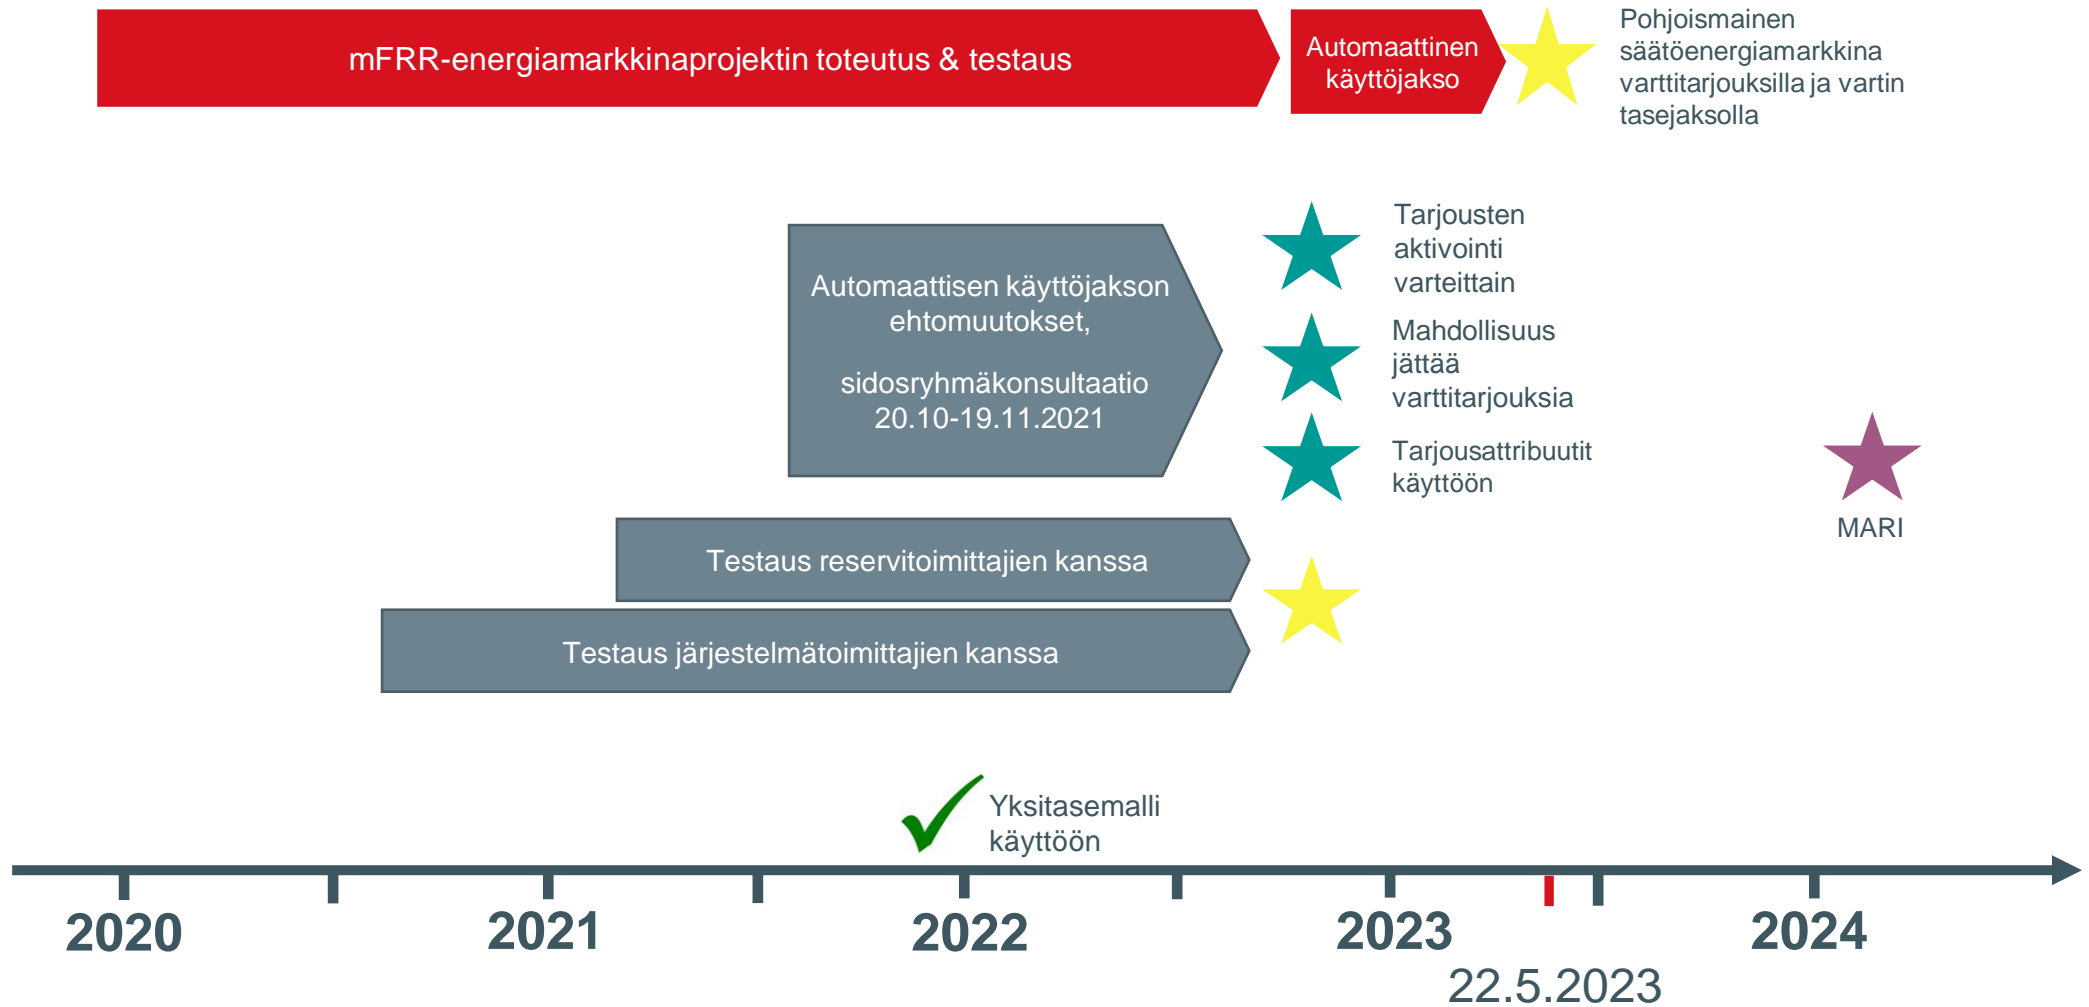 mFRR-energiamarkkinaprojektin toteutus & testaus
Automaattinen
käyttöjakso
Pohjoismainen
säätöenergiamarkkina
varttitarjouksilla ja vartin
tasejaksolla
Automaattisen käyttöjakson
ehtomuutokset,
sidosryhmäkonsultaatio
20.10-19.11.2021
Tarjousten
aktivointi
varteittain
Mahdollisuus
jättää
varttitarjouksia
Tarjousattribuutit
käyttöön
MARI
Testaus reservitoimittajien kanssa
Testaus järjestelmätoimittajien kanssa
Yksitasemalli
käyttöön
2020
2021
2022
2023
2024
22.5.2023